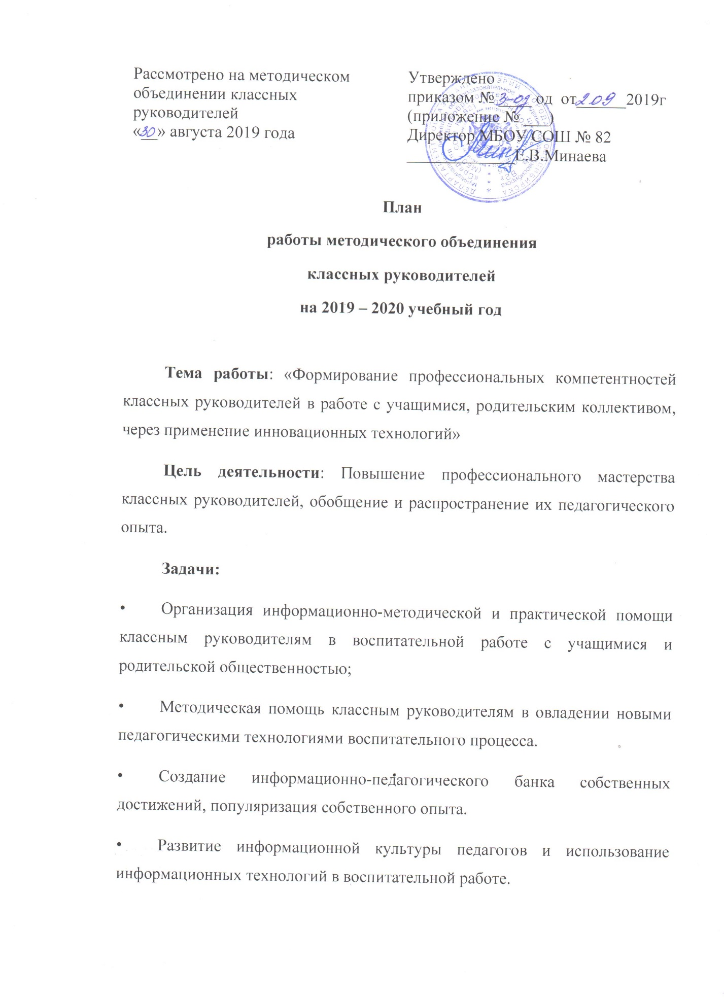 Рассмотрено на методическом
объединении классных
руководителей
«30» августа 2019 года
Утверждено
приказом № 3-од од от 2 09 2019г
(приложение № ___)
Директор МБОУ СОШ № 82
_____________Е.В.Минаева
План
работы методического объединения
классных руководителей
на 2019 – 2020 учебный год
Тема работы: «Формирование профессиональных компетентностей
классных руководителей в работе с учащимися, родительским коллективом,
через применение инновационных технологий»
Цель деятельности: Повышение профессионального мастерства
классных руководителей, обобщение и распространение их педагогического
опыта.
Задачи:
• Организация информационно-методической и практической помощи
классным руководителям в воспитательной работе с учащимися и
родительской общественностью;
• Методическая помощь классным руководителям в овладении новыми
педагогическими технологиями воспитательного процесса.
• Создание информационно-педагогического банка собственных
достижений, популяризация собственного опыта.
• Развитие информационной культуры педагогов и использование
информационных технологий в воспитательной работе.